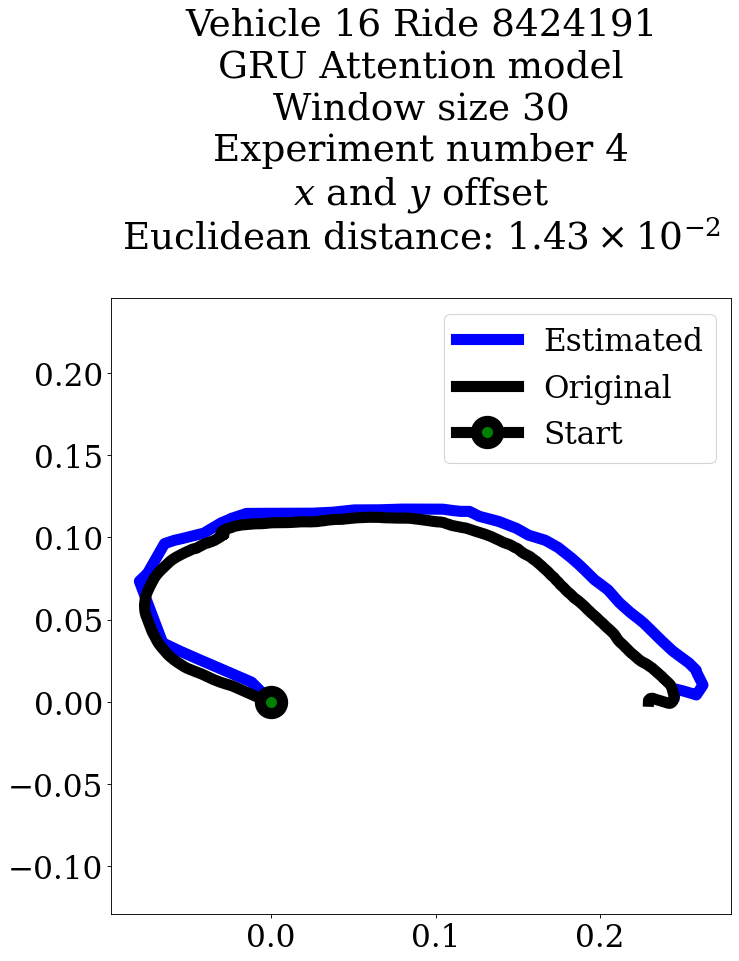 Vehicle 16 Ride 8424191
GRU Attention model
Window size 30
Experiment number 4
x and y offset
Euclidean distance: 1.43 × 10⁻²
Estimated
Original
Start
0.20
0.15
0.10
0.05
0.00
−0.05
−0.10
0.0 0.1 0.2